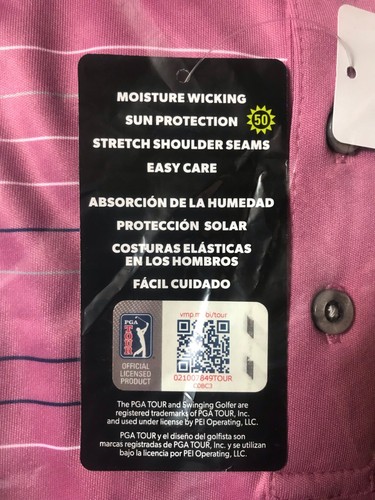 MOISTURE WICKING
SUN PROTECTION 50
STRETCH SHOULDER SEAMS
EASY CARE
ABSORCIÓN DE LA HUMEDAD
PROTECCIÓN SOLAR
COSTURAS ELÁSTICAS
EN LOS HOMBROS
FÁCIL CUIDADO
PGA
TOUR
OFFICIAL
LICENSED
PRODUCT
021007849TOUR
C0BC3
The PGA TOUR and Swinging Golfer are
registered trademarks of PGA TOUR, Inc.
and used under license by PEI Operating, LLC.
PGA TOUR y el diseño del golfista son
marcas registradas de PGA TOUR, Inc. y se utilizan
bajo la licencia por PEI Operating, LLC.